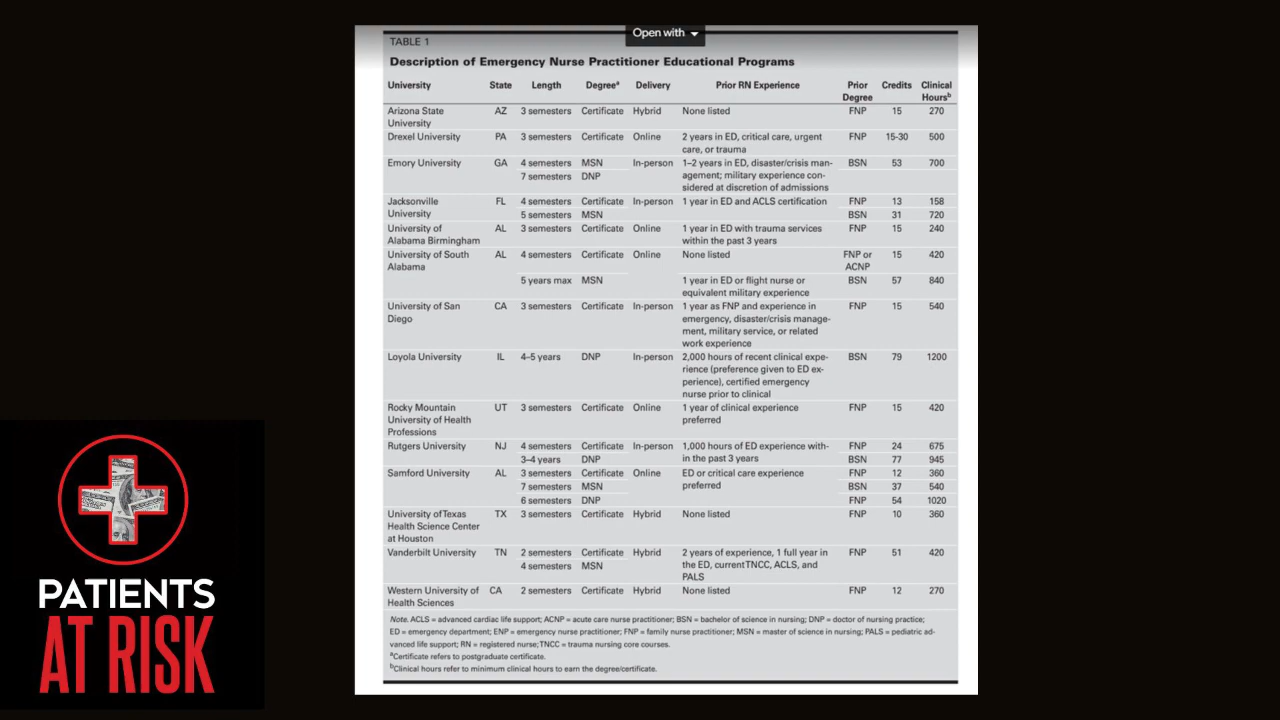 Open with
TABLE 1
Description of Emergency Nurse Practitioner Educational Programs
University State Length Degreeᵃ Delivery Prior RN Experience Prior Degree Credits Clinical Hoursᵇ
Arizona State AZ 3 semesters Certificate Hybrid None listed FNP 15 270
University
Drexel University PA 3 semesters Certificate Online 2 years in ED, critical care, urgent FNP 15-30 500
care, or trauma
Emory University GA 4 semesters MSN In-person 1–2 years in ED, disaster/crisis man- BSN 53 700
7 semesters DNP agement; military experience con-
sidered at discretion of admissions
Jacksonville FL 4 semesters Certificate In-person 1 year in ED and ACLS certification FNP 13 158
University 5 semesters MSN BSN 31 720
University of AL 3 semesters Certificate Online 1 year in ED with trauma services FNP 15 240
Alabama Birmingham within the past 3 years
University of South AL 4 semesters Certificate Online None listed FNP or 15 420
Alabama ACNP
5 years max MSN 1 year in ED or flight nurse or BSN 57 840
equivalent military experience
University of San CA 3 semesters Certificate In-person 1 year as FNP and experience in FNP 15 540
Diego emergency, disaster/crisis manage-
ment, military service, or related
work experience
Loyola University IL 4–5 years DNP In-person 2,000 hours of recent clinical expe- BSN 79 1200
rience (preference given to ED ex-
perience), certified emergency
nurse prior to clinical
Rocky Mountain UT 3 semesters Certificate Online 1 year of clinical experience FNP 15 420
University of Health preferred
Professions
Rutgers University NJ 4 semesters Certificate In-person 1,000 hours of ED experience with- FNP 24 675
3–4 years DNP in the past 3 years BSN 77 945
Samford University AL 3 semesters Certificate Online ED or critical care experience FNP 12 360
7 semesters MSN preferred BSN 37 540
6 semesters DNP FNP 54 1020
University of Texas TX 3 semesters Certificate Hybrid None listed FNP 10 360
Health Science Center
at Houston
Vanderbilt University TN 2 semesters Certificate Hybrid 2 years of experience, 1 full year in FNP 51 420
4 semesters MSN the ED, current TNCC, ACLS, and
PALS
Western University of CA 2 semesters Certificate Hybrid None listed FNP 12 270
Health Sciences
Note. ACLS = advanced cardiac life support; ACNP = acute care nurse practitioner; BSN = bachelor of science in nursing; DNP = doctor of nursing practice;
ED = emergency department; ENP = emergency nurse practitioner; FNP = family nurse practitioner; MSN = master of science in nursing; PALS = pediatric ad-
vanced life support; RN = registered nurse; TNCC = trauma nursing core courses.
ᵃCertificate refers to postgraduate certificate.
ᵇClinical hours refer to minimum clinical hours to earn the degree/certificate.
PATIENTS
AT RISK